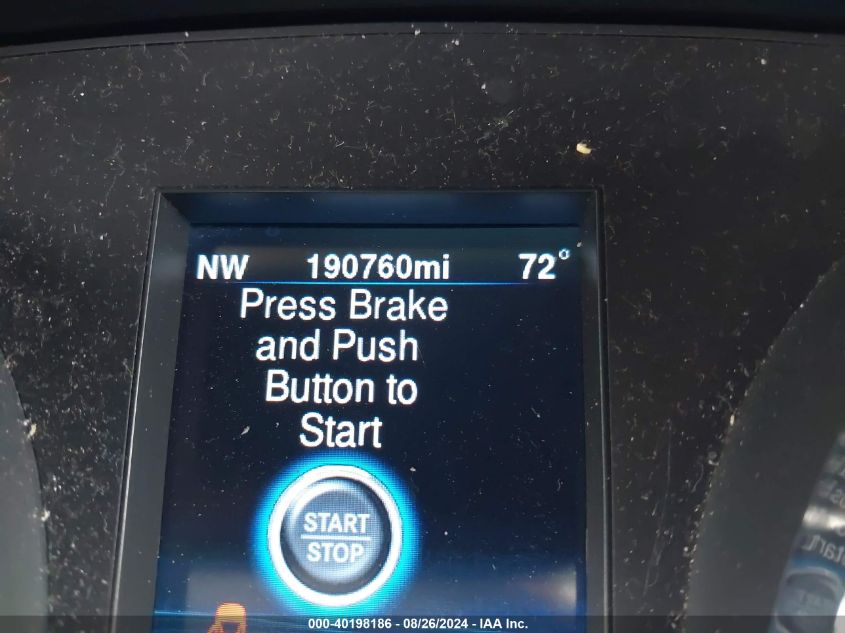 NW 190760mi 72°
Press Brake
and Push
Button to
Start
START
STOP
000-40198186 - 08/26/2024 - IAA Inc.